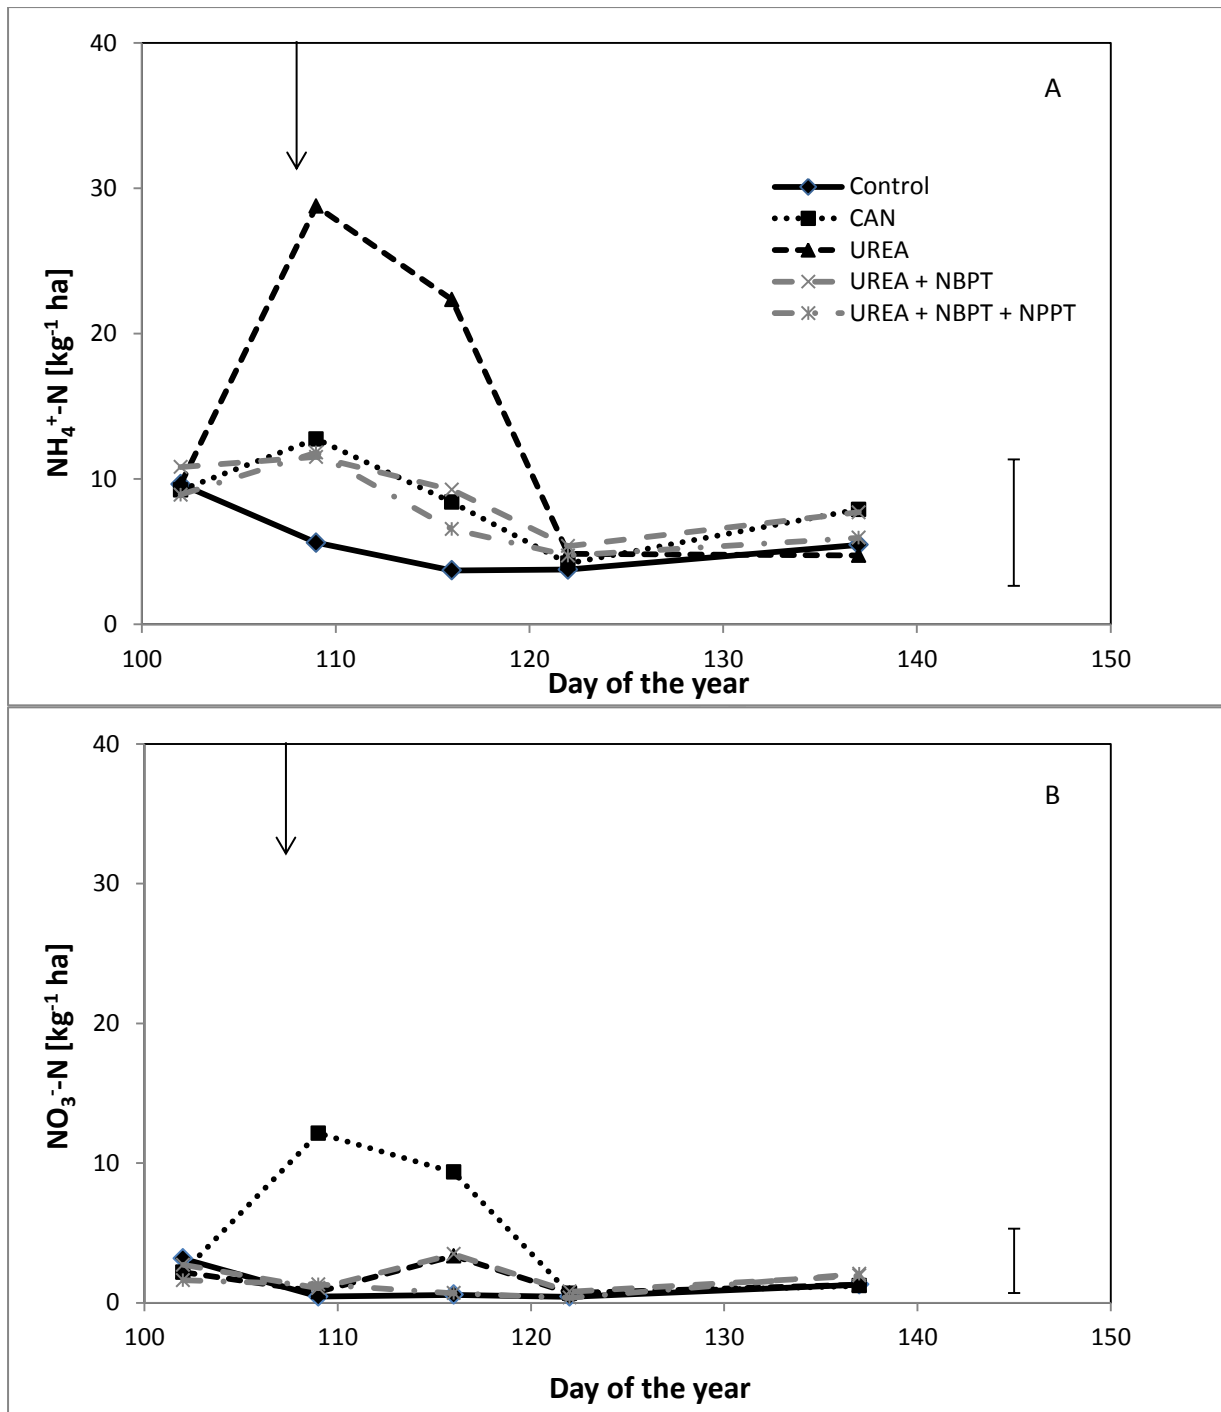 40
A
30
Control
CAN
UREA
UREA + NBPT
UREA + NBPT + NPPT
20
10
0
NH₄⁺-N [kg⁻¹ ha]
100 110 120 130 140 150
Day of the year
40
B
30
20
10
0
NO₃⁻-N [kg⁻¹ ha]
100 110 120 130 140 150
Day of the year